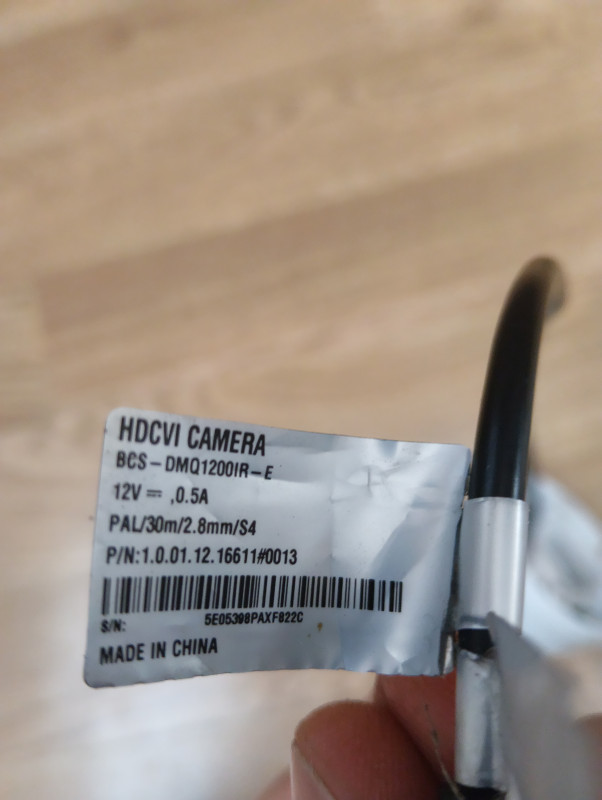 HDCVI CAMERA
BCS-DMQ1200IR-E
12V ⎓ ,0.5A
PAL/30m/2.8mm/S4
P/N:1.0.01.12.16611#0013
S/N: 5E05398PAXF822C
MADE IN CHINA